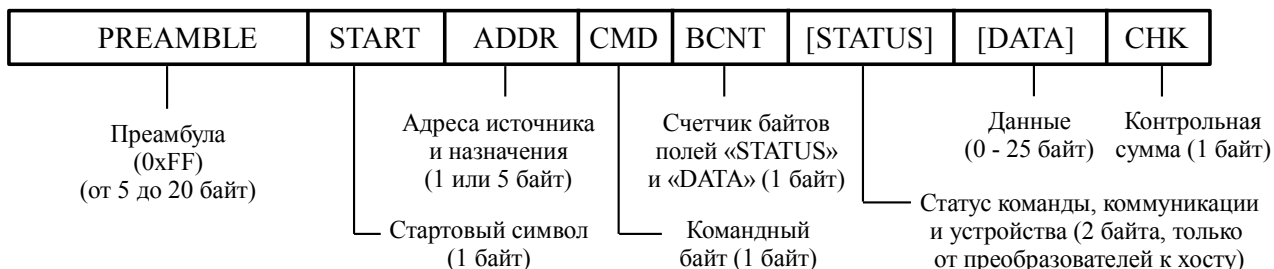 PREAMBLE START ADDR CMD BCNT [STATUS] [DATA] CHK
Преамбула
(0xFF)
(от 5 до 20 байт)
Адреса источника
и назначения
(1 или 5 байт)
Счетчик байтов
полей «STATUS»
и «DATA» (1 байт)
Данные
(0 - 25 байт)
Контрольная
сумма (1 байт)
Стартовый символ
(1 байт)
Командный
байт (1 байт)
Статус команды, коммуникации
и устройства (2 байта, только
от преобразователей к хосту)